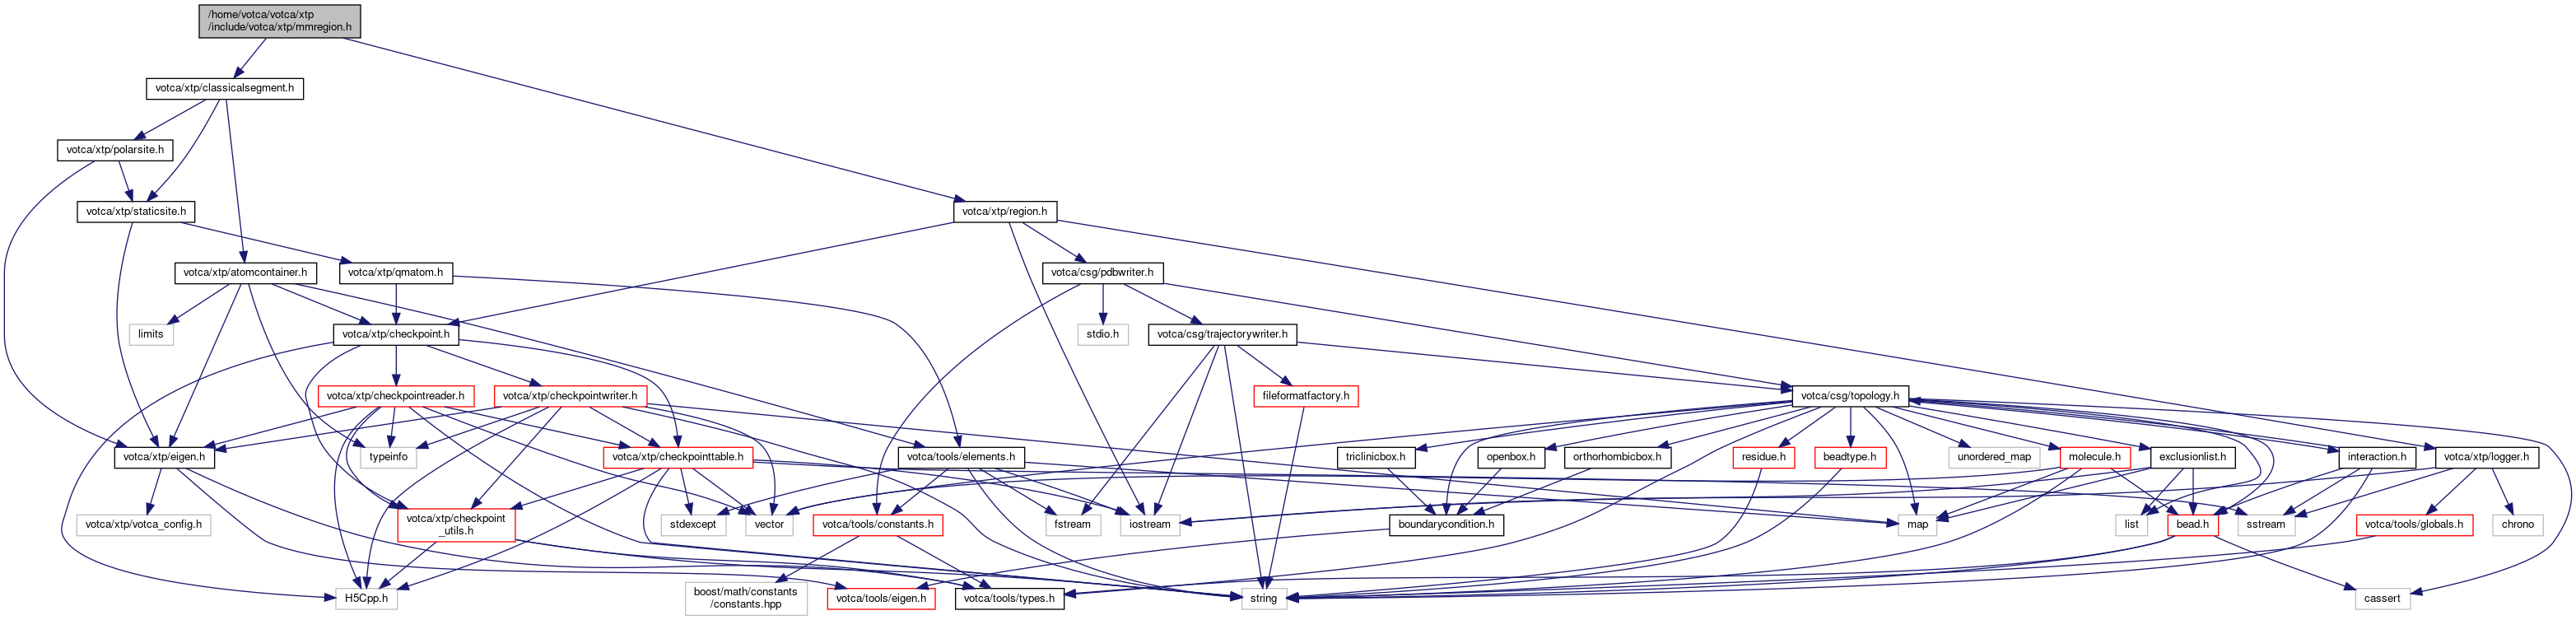 /home/votca/votca/xtp
/include/votca/xtp/mmregion.h
votca/xtp/classicalsegment.h
votca/xtp/polarsite.h
votca/xtp/staticsite.h
votca/xtp/region.h
votca/xtp/atomcontainer.h
votca/xtp/qmatom.h
votca/csg/pdbwriter.h
limits
votca/xtp/checkpoint.h
stdio.h
votca/csg/trajectorywriter.h
votca/xtp/checkpointreader.h
votca/xtp/checkpointwriter.h
fileformatfactory.h
votca/csg/topology.h
votca/xtp/eigen.h
typeinfo
votca/xtp/checkpointtable.h
votca/tools/elements.h
triclinicbox.h
openbox.h
orthorhombicbox.h
residue.h
beadtype.h
unordered_map
molecule.h
exclusionlist.h
interaction.h
votca/xtp/logger.h
votca/xtp/votca_config.h
votca/xtp/checkpoint
_utils.h
stdexcept
vector
votca/tools/constants.h
fstream
iostream
boundarycondition.h
map
list
bead.h
sstream
votca/tools/globals.h
chrono
H5Cpp.h
boost/math/constants
/constants.hpp
votca/tools/eigen.h
votca/tools/types.h
string
cassert